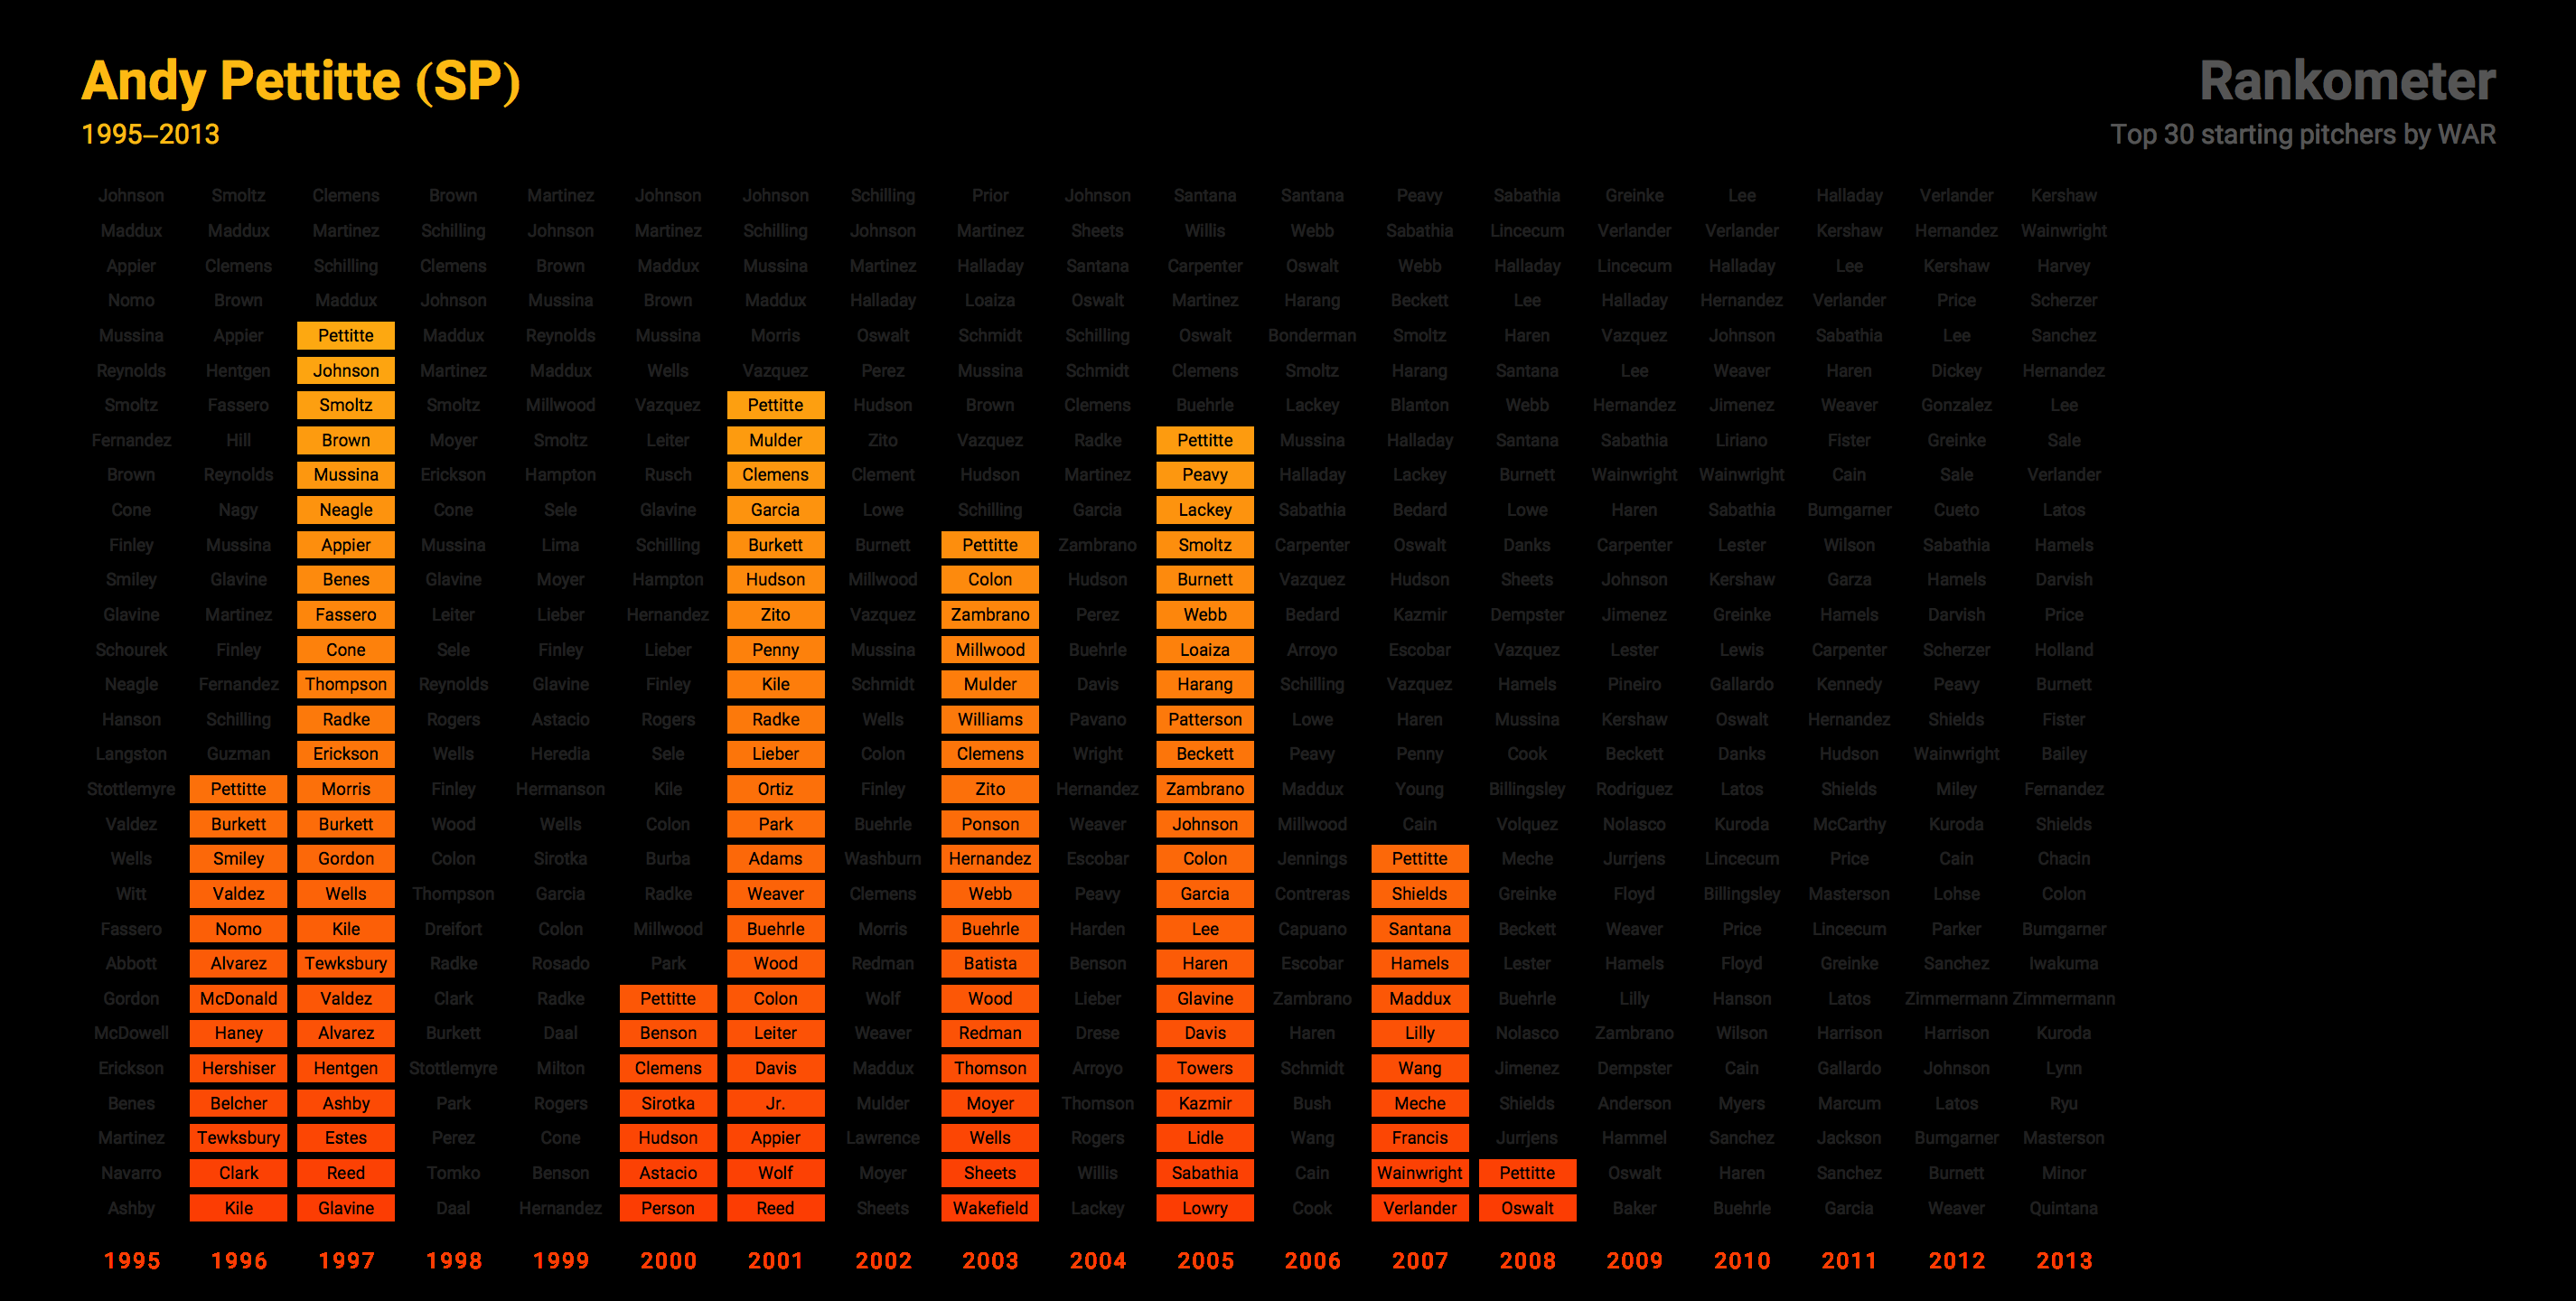 Andy Pettitte (SP) Rankometer
1995–2013 Top 30 starting pitchers by WAR
Johnson Smoltz Clemens Brown Martinez Johnson Johnson Schilling Prior Johnson Santana Santana Peavy Sabathia Greinke Lee Halladay Verlander Kershaw
Maddux Maddux Martinez Schilling Johnson Martinez Schilling Johnson Martinez Sheets Willis Webb Sabathia Lincecum Verlander Verlander Kershaw Hernandez Wainwright
Appier Clemens Schilling Clemens Brown Maddux Mussina Martinez Halladay Santana Carpenter Oswalt Webb Halladay Lincecum Halladay Lee Kershaw Harvey
Nomo Brown Maddux Johnson Mussina Brown Maddux Halladay Loaiza Oswalt Martinez Harang Beckett Lee Halladay Hernandez Verlander Price Scherzer
Mussina Appier Pettitte Maddux Reynolds Mussina Morris Oswalt Schmidt Schilling Oswalt Bonderman Smoltz Haren Vazquez Johnson Sabathia Lee Sanchez
Reynolds Hentgen Johnson Martinez Maddux Wells Vazquez Perez Mussina Schmidt Clemens Smoltz Harang Santana Lee Weaver Haren Dickey Hernandez
Smoltz Fassero Smoltz Smoltz Millwood Vazquez Pettitte Hudson Brown Clemens Buehrle Lackey Blanton Webb Hernandez Jimenez Weaver Gonzalez Lee
Fernandez Hill Brown Moyer Smoltz Leiter Mulder Zito Vazquez Radke Pettitte Mussina Halladay Santana Sabathia Liriano Fister Greinke Sale
Brown Reynolds Mussina Erickson Hampton Rusch Clemens Clement Hudson Martinez Peavy Halladay Lackey Burnett Wainwright Wainwright Cain Sale Verlander
Cone Nagy Neagle Cone Sele Glavine Garcia Lowe Schilling Garcia Lackey Sabathia Bedard Lowe Haren Sabathia Bumgarner Cueto Latos
Finley Mussina Appier Mussina Lima Schilling Burkett Burnett Pettitte Zambrano Smoltz Carpenter Oswalt Danks Carpenter Lester Wilson Sabathia Hamels
Smiley Glavine Benes Glavine Moyer Hampton Hudson Millwood Colon Hudson Burnett Vazquez Hudson Sheets Johnson Kershaw Garza Hamels Darvish
Glavine Martinez Fassero Leiter Lieber Hernandez Zito Vazquez Zambrano Perez Webb Bedard Kazmir Dempster Jimenez Greinke Hamels Darvish Price
Schourek Finley Cone Sele Finley Lieber Penny Mussina Millwood Buehrle Loaiza Arroyo Escobar Vazquez Lester Lewis Carpenter Scherzer Holland
Neagle Fernandez Thompson Reynolds Glavine Finley Kile Schmidt Mulder Davis Harang Schilling Vazquez Hamels Pineiro Gallardo Kennedy Peavy Burnett
Hanson Schilling Radke Rogers Astacio Rogers Radke Wells Williams Pavano Patterson Lowe Haren Mussina Kershaw Oswalt Hernandez Shields Fister
Langston Guzman Erickson Wells Heredia Sele Lieber Colon Clemens Wright Beckett Peavy Penny Cook Beckett Danks Hudson Wainwright Bailey
Stottlemyre Pettitte Morris Finley Hermanson Kile Ortiz Finley Zito Hernandez Zambrano Maddux Young Billingsley Rodriguez Latos Shields Miley Fernandez
Valdez Burkett Burkett Wood Wells Colon Park Buehrle Ponson Weaver Johnson Millwood Cain Volquez Nolasco Kuroda McCarthy Kuroda Shields
Wells Smiley Gordon Colon Sirotka Burba Adams Washburn Hernandez Escobar Colon Jennings Pettitte Meche Jurrjens Lincecum Price Cain Chacin
Witt Valdez Wells Thompson Garcia Radke Weaver Clemens Webb Peavy Garcia Contreras Shields Greinke Floyd Billingsley Masterson Lohse Colon
Fassero Nomo Kile Dreifort Colon Millwood Buehrle Morris Buehrle Harden Lee Capuano Santana Beckett Weaver Price Lincecum Parker Bumgarner
Abbott Alvarez Tewksbury Radke Rosado Park Wood Redman Batista Benson Haren Escobar Hamels Lester Hamels Floyd Greinke Sanchez Iwakuma
Gordon McDonald Valdez Clark Radke Pettitte Colon Wolf Wood Lieber Glavine Zambrano Maddux Buehrle Lilly Hanson Latos Zimmermann Zimmermann
McDowell Haney Alvarez Burkett Daal Benson Leiter Weaver Redman Drese Davis Haren Lilly Nolasco Zambrano Wilson Harrison Harrison Kuroda
Erickson Hershiser Hentgen Stottlemyre Milton Clemens Davis Maddux Thomson Arroyo Towers Schmidt Wang Jimenez Dempster Cain Gallardo Johnson Lynn
Benes Belcher Ashby Park Rogers Sirotka Jr. Mulder Moyer Thomson Kazmir Bush Meche Shields Anderson Myers Marcum Latos Ryu
Martinez Tewksbury Estes Perez Cone Hudson Appier Lawrence Wells Rogers Lidle Wang Francis Jurrjens Hammel Sanchez Jackson Bumgarner Masterson
Navarro Clark Reed Tomko Benson Astacio Wolf Moyer Sheets Willis Sabathia Cain Wainwright Pettitte Oswalt Haren Sanchez Burnett Minor
Ashby Kile Glavine Daal Hernandez Person Reed Sheets Wakefield Lackey Lowry Cook Verlander Oswalt Baker Buehrle Garcia Weaver Quintana
1995 1996 1997 1998 1999 2000 2001 2002 2003 2004 2005 2006 2007 2008 2009 2010 2011 2012 2013